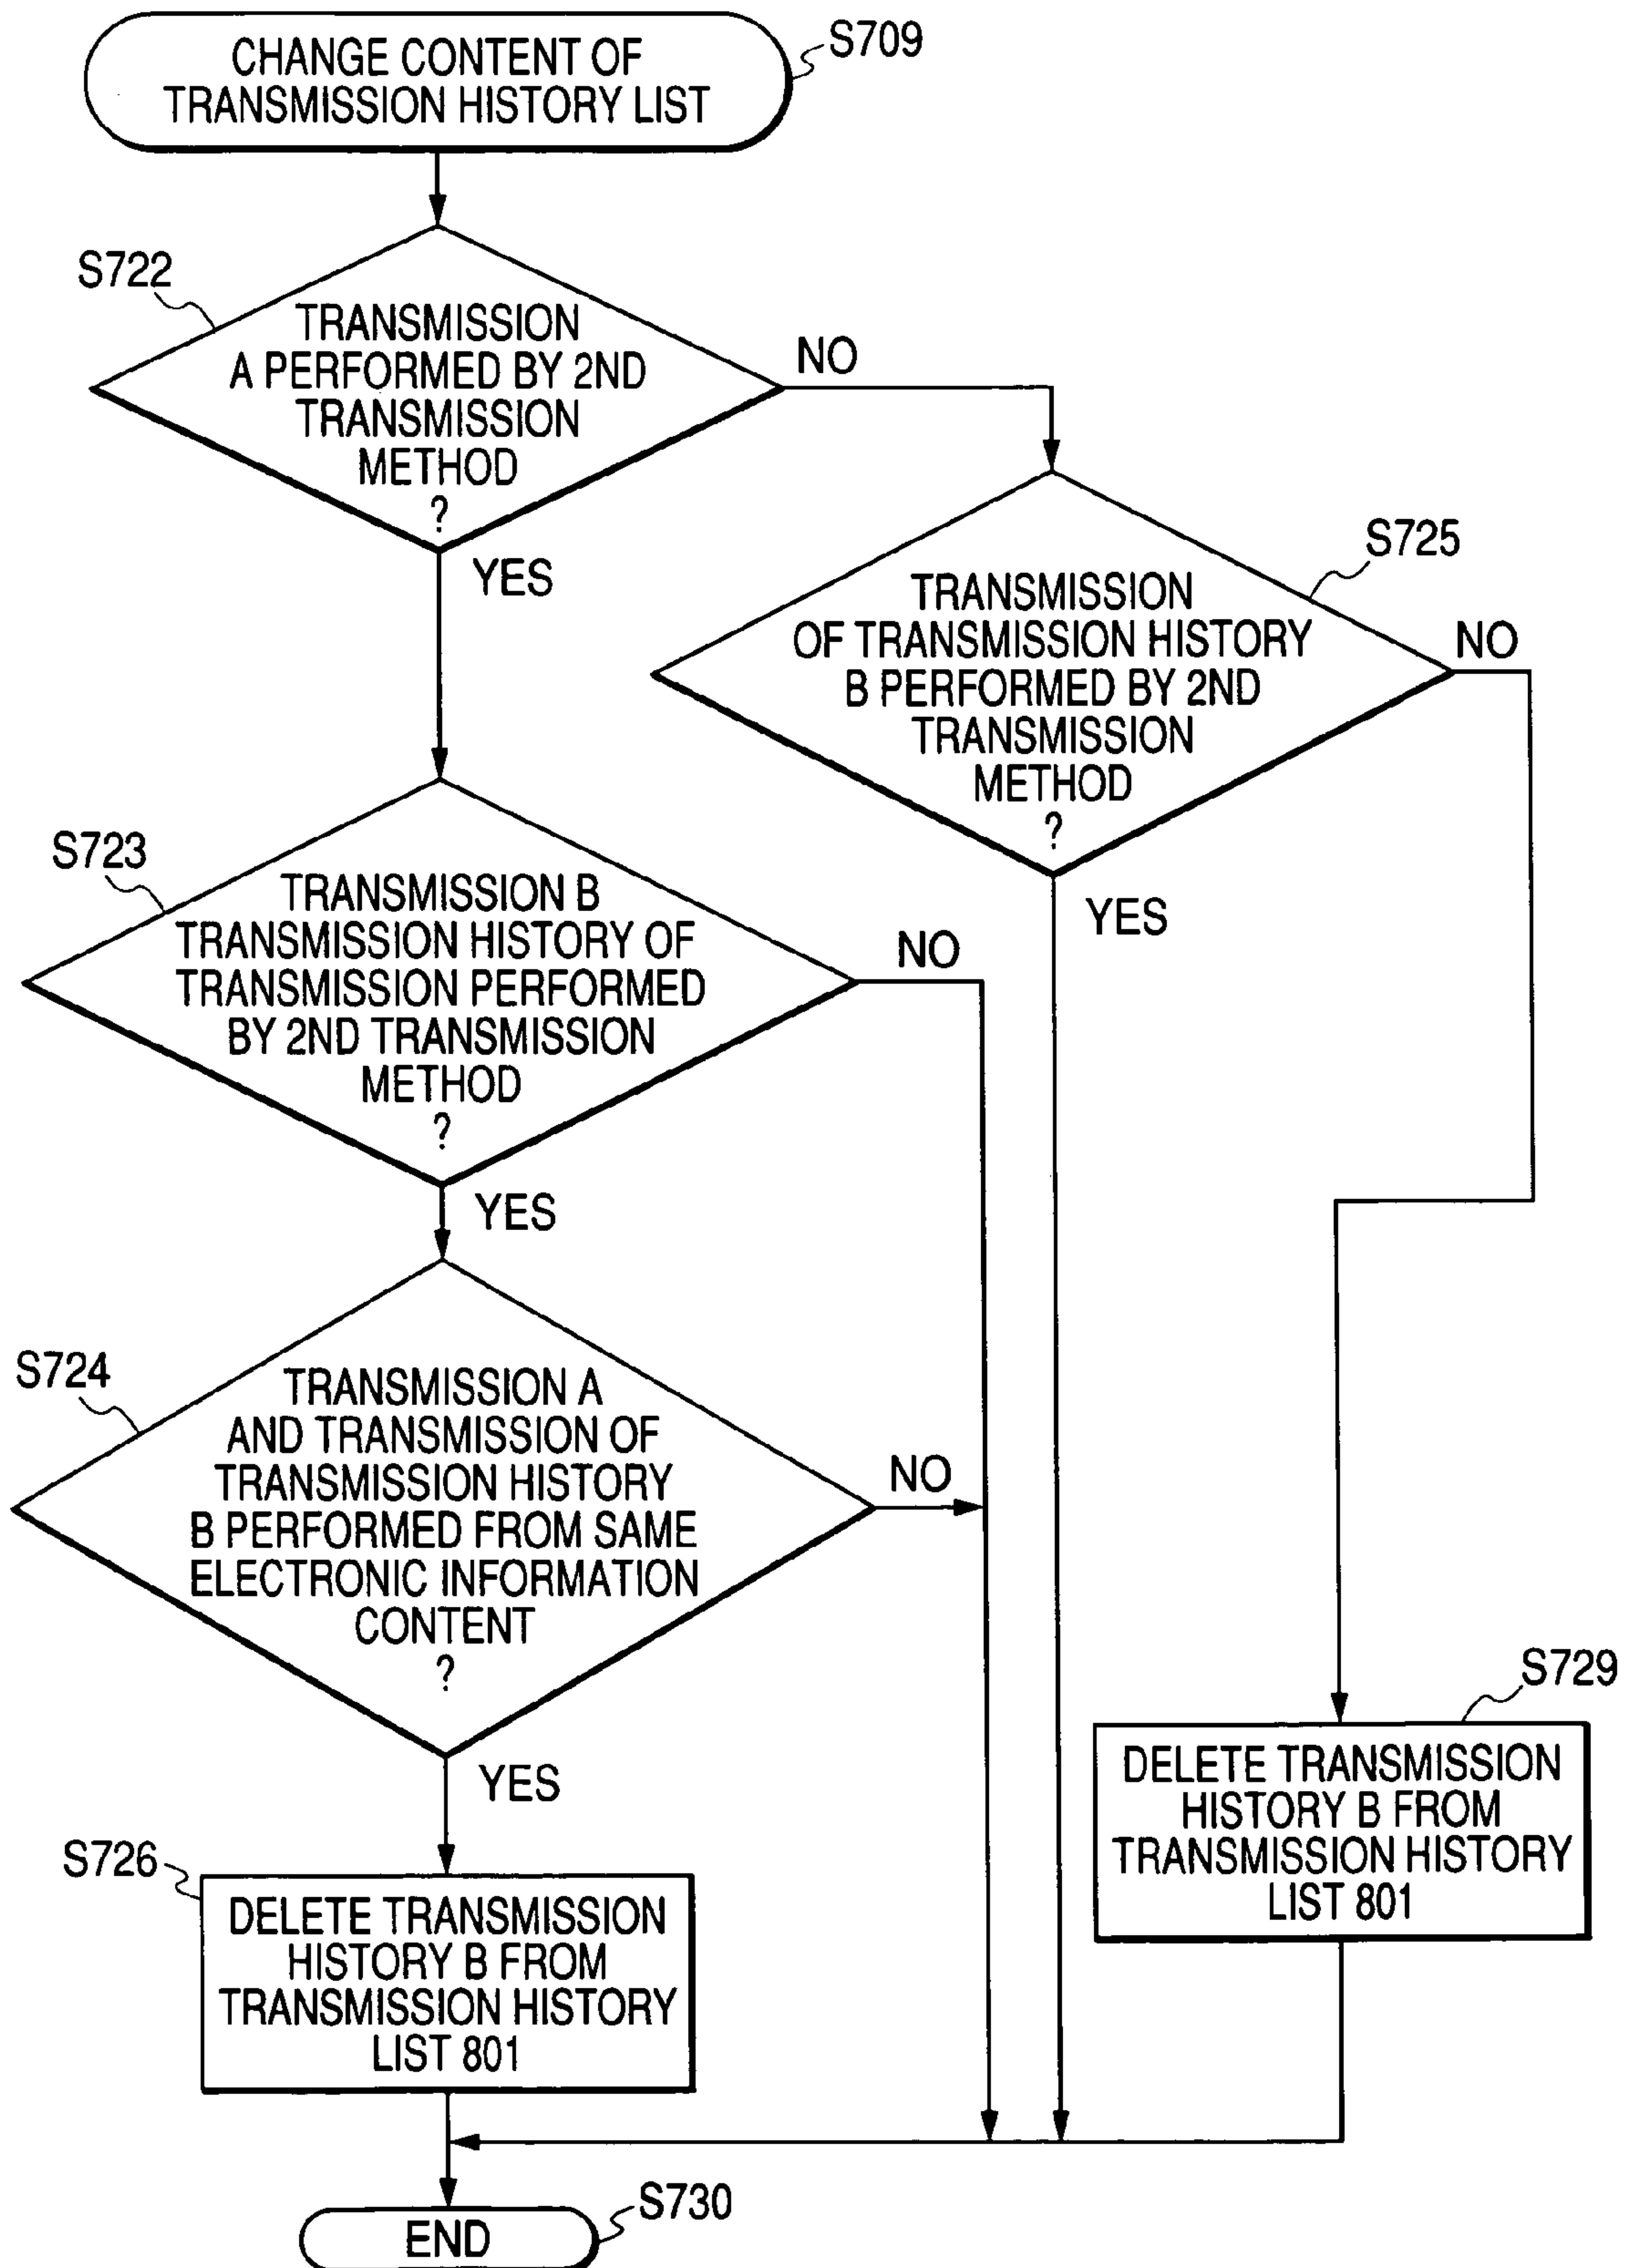 CHANGE CONTENT OF
TRANSMISSION HISTORY LIST
S709
S722
TRANSMISSION
A PERFORMED BY 2ND
TRANSMISSION
METHOD
?
NO
YES
S725
TRANSMISSION
OF TRANSMISSION HISTORY
B PERFORMED BY 2ND
TRANSMISSION
METHOD
?
NO
YES
S723
TRANSMISSION B
TRANSMISSION HISTORY OF
TRANSMISSION PERFORMED
BY 2ND TRANSMISSION
METHOD
?
NO
YES
S724
TRANSMISSION A
AND TRANSMISSION OF
TRANSMISSION HISTORY
B PERFORMED FROM SAME
ELECTRONIC INFORMATION
CONTENT
?
NO
YES
S729
DELETE TRANSMISSION
HISTORY B FROM
TRANSMISSION HISTORY
LIST 801
S726
DELETE TRANSMISSION
HISTORY B FROM
TRANSMISSION HISTORY
LIST 801
S730
END